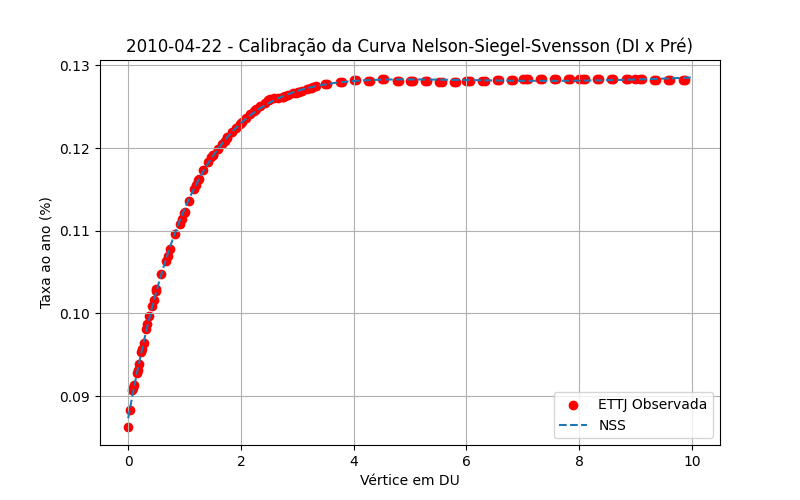 2010-04-22 - Calibração da Curva Nelson-Siegel-Svensson (DI x Pré)
0.13
0.12
0.11
0.10
0.09
Taxa ao ano (%)
ETTJ Observada
NSS
0 2 4 6 8 10
Vértice em DU